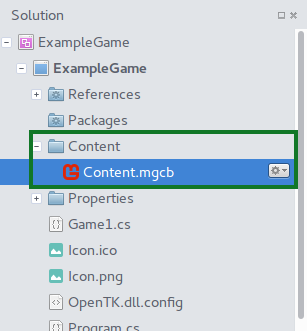 Solution
ExampleGame
ExampleGame
References
Packages
Content
Content.mgcb
Properties
Game1.cs
Icon.ico
Icon.png
OpenTK.dll.config
Program.cs